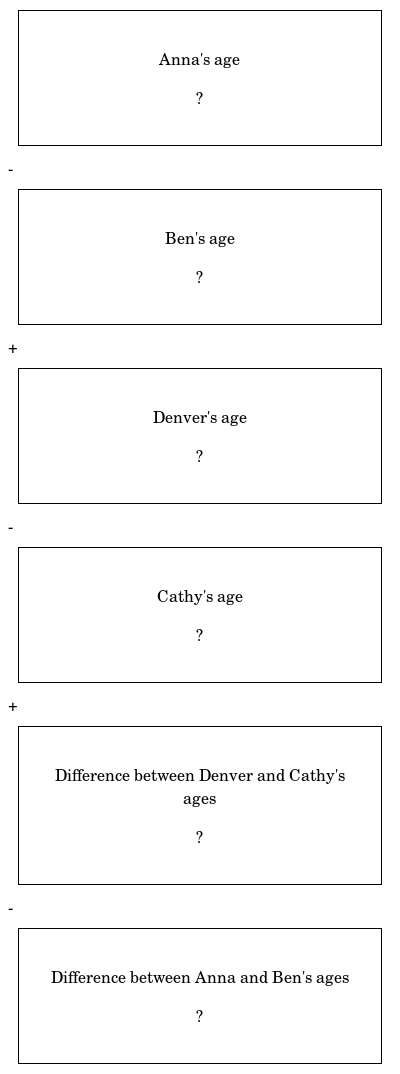 Anna's age
?
-
Ben's age
?
+
Denver's age
?
-
Cathy's age
?
+
Difference between Denver and Cathy's
ages
?
-
Difference between Anna and Ben's ages
?